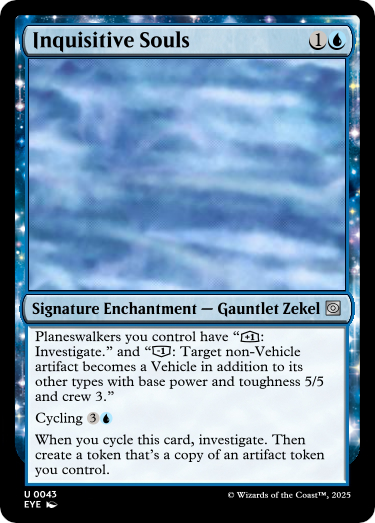 Inquisitive Souls 1
Signature Enchantment — Gauntlet Zekel
Planeswalkers you control have “+1:
Investigate.” and “-1: Target non-Vehicle
artifact becomes a Vehicle in addition to its
other types with base power and toughness 5/5
and crew 3.”
Cycling 3
When you cycle this card, investigate. Then
create a token that’s a copy of an artifact token
you control.
U 0043
EYE
© Wizards of the Coast™, 2025